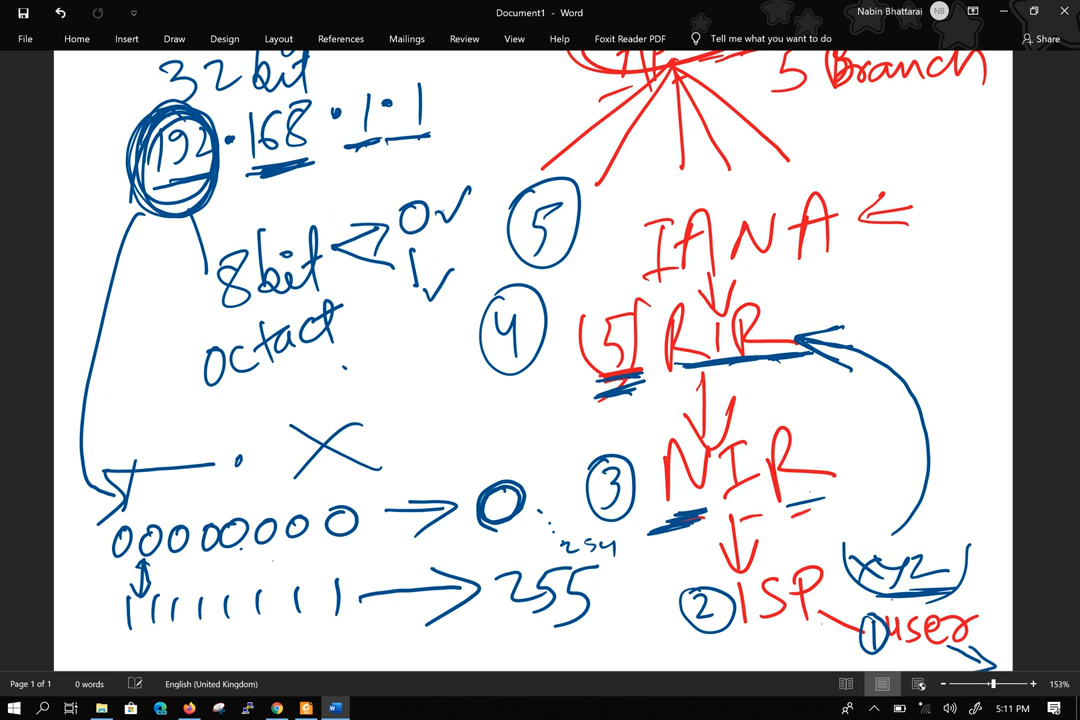 Document1 - Word
Nabin Bhattarai NB
File Home Insert Draw Design Layout References Mailings Review View Help Foxit Reader PDF Tell me what you want to do Share
32 bit
192.168.1.1
8bit
0
1
octact
X
00000000 0
254
11111111 255
5 Branch
5 IANA
4 (5) RIR
3 NIR
2 ISP
XYZ
1 user
Page 1 of 1 0 words English (United Kingdom) 153%
5:11 PM